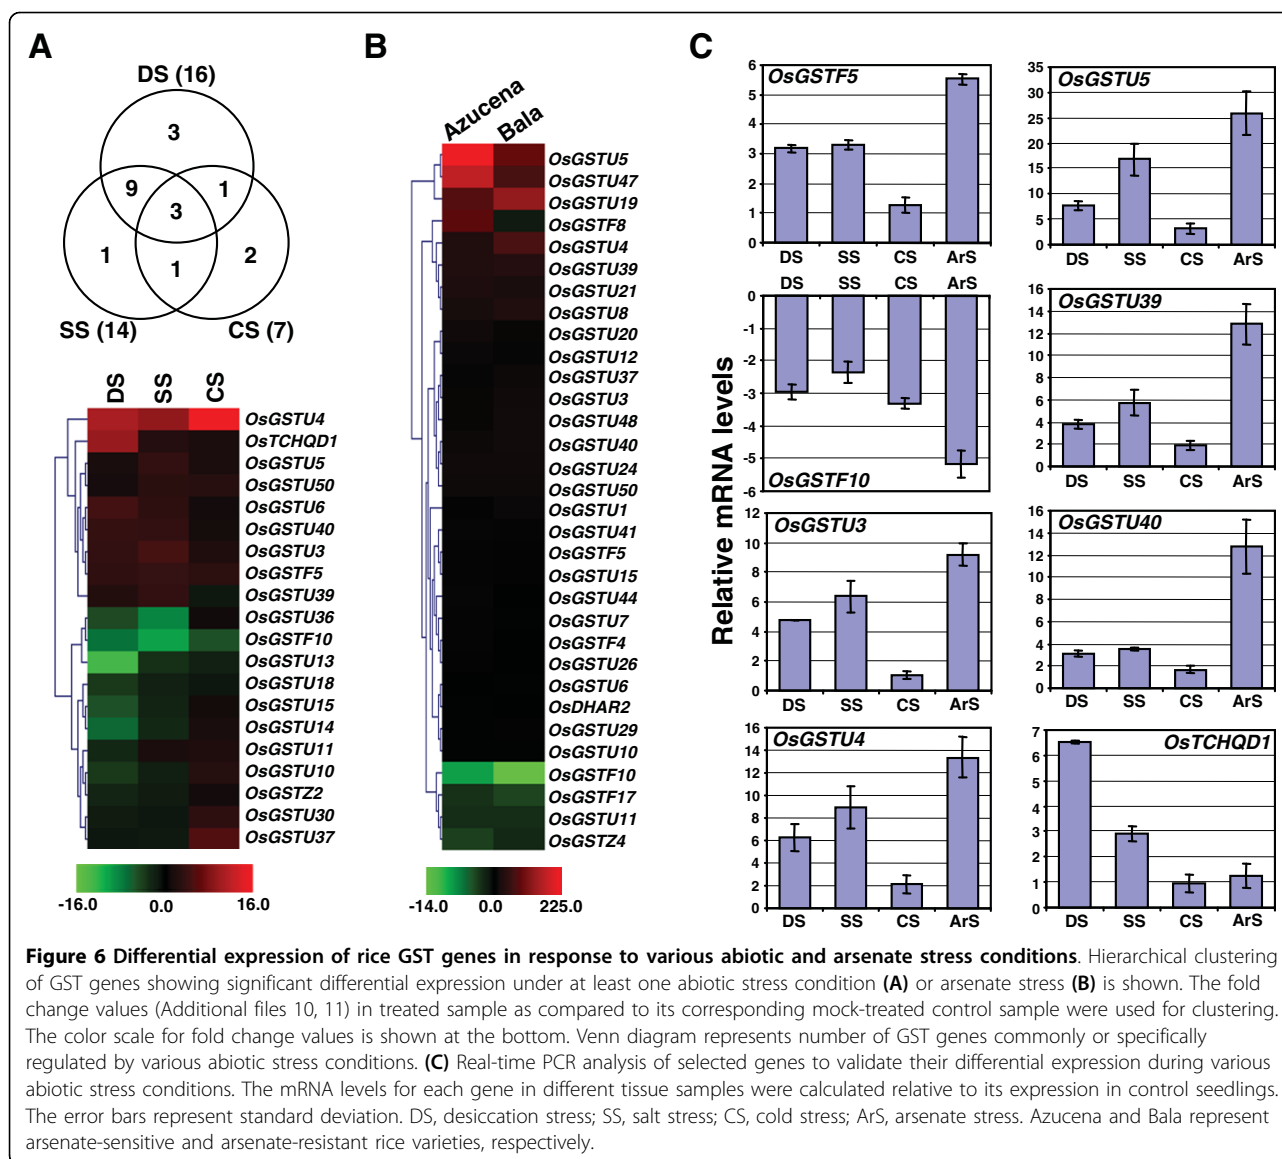 A
B
C
DS (16)
3
9
1
3
1
1
2
SS (14)
CS (7)
DS
SS
CS
OsGSTU4
OsTCHQD1
OsGSTU5
OsGSTU50
OsGSTU6
OsGSTU40
OsGSTU3
OsGSTF5
OsGSTU39
OsGSTU36
OsGSTF10
OsGSTU13
OsGSTU18
OsGSTU15
OsGSTU14
OsGSTU11
OsGSTU10
OsGSTZ2
OsGSTU30
OsGSTU37
-16.0
0.0
16.0
Azucena
Bala
OsGSTU5
OsGSTU47
OsGSTU19
OsGSTF8
OsGSTU4
OsGSTU39
OsGSTU21
OsGSTU8
OsGSTU20
OsGSTU12
OsGSTU37
OsGSTU3
OsGSTU48
OsGSTU40
OsGSTU24
OsGSTU50
OsGSTU1
OsGSTU41
OsGSTF5
OsGSTU15
OsGSTU44
OsGSTU7
OsGSTF4
OsGSTU26
OsGSTU6
OsDHAR2
OsGSTU29
OsGSTU10
OsGSTF10
OsGSTF17
OsGSTU11
OsGSTZ4
-14.0
0.0
225.0
Relative mRNA levels
OsGSTF5
6
5
4
3
2
1
0
DS SS CS ArS
OsGSTU5
35
30
25
20
15
10
5
0
DS SS CS ArS
DS SS CS ArS
0
-1
-2
-3
-4
-5
-6
OsGSTF10
OsGSTU39
16
14
12
10
8
6
4
2
0
DS SS CS ArS
OsGSTU3
12
10
8
6
4
2
0
DS SS CS ArS
OsGSTU40
16
14
12
10
8
6
4
2
0
DS SS CS ArS
OsGSTU4
16
14
12
10
8
6
4
2
0
DS SS CS ArS
OsTCHQD1
7
6
5
4
3
2
1
0
DS SS CS ArS
Figure 6 Differential expression of rice GST genes in response to various abiotic and arsenate stress conditions. Hierarchical clustering
of GST genes showing significant differential expression under at least one abiotic stress condition (A) or arsenate stress (B) is shown. The fold
change values (Additional files 10, 11) in treated sample as compared to its corresponding mock-treated control sample were used for clustering.
The color scale for fold change values is shown at the bottom. Venn diagram represents number of GST genes commonly or specifically
regulated by various abiotic stress conditions. (C) Real-time PCR analysis of selected genes to validate their differential expression during various
abiotic stress conditions. The mRNA levels for each gene in different tissue samples were calculated relative to its expression in control seedlings.
The error bars represent standard deviation. DS, desiccation stress; SS, salt stress; CS, cold stress; ArS, arsenate stress. Azucena and Bala represent
arsenate-sensitive and arsenate-resistant rice varieties, respectively.